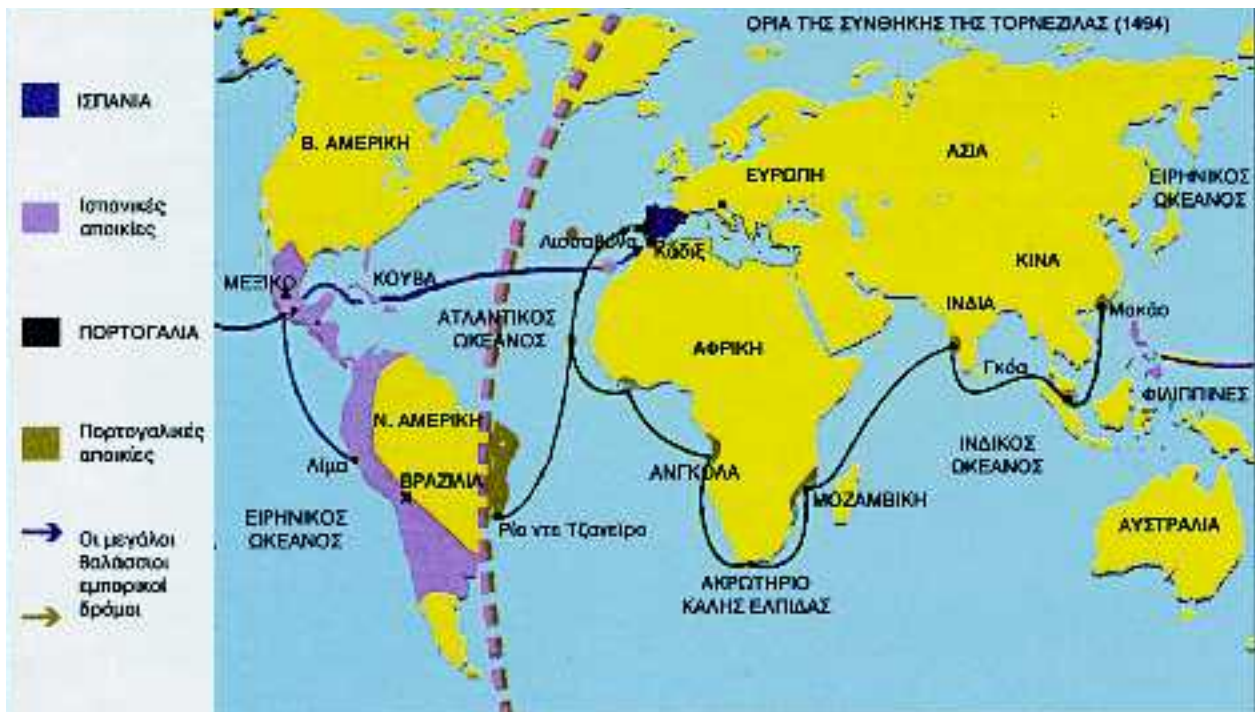 ΟΡΙΑ ΤΗΣ ΣΥΝΘΗΚΗΣ ΤΗΣ ΤΟΡΝΕΖΙΛΑΣ (1494)
ΙΣΠΑΝΙΑ
Ισπανικές
αποικίες
ΠΟΡΤΟΓΑΛΙΑ
Πορτογαλικές
αποικίες
Οι μεγάλοι
θαλάσσιοι
εμπορικοί
δρόμοι
Β. ΑΜΕΡΙΚΗ
ΑΣΙΑ
ΕΥΡΩΠΗ
ΕΙΡΗΝΙΚΟΣ
ΩΚΕΑΝΟΣ
Λισσαβόνα
Κάδιξ
ΚΙΝΑ
ΜΕΞΙΚΟ
ΚΟΥΒΑ
ΙΝΔΙΑ
Μακάο
ΑΤΛΑΝΤΙΚΟΣ
ΩΚΕΑΝΟΣ
ΑΦΡΙΚΗ
Γκόα
ΦΙΛΙΠΠΙΝΕΣ
Ν. ΑΜΕΡΙΚΗ
Λίμα
ΒΡΑΖΙΛΙΑ
ΑΝΓΚΟΛΑ
ΙΝΔΙΚΟΣ
ΩΚΕΑΝΟΣ
ΜΟΖΑΜΒΙΚΗ
ΕΙΡΗΝΙΚΟΣ
ΩΚΕΑΝΟΣ
Ρίο ντε Τζανέιρο
ΑΥΣΤΡΑΛΙΑ
ΑΚΡΩΤΗΡΙΟ
ΚΑΛΗΣ ΕΛΠΙΔΑΣ